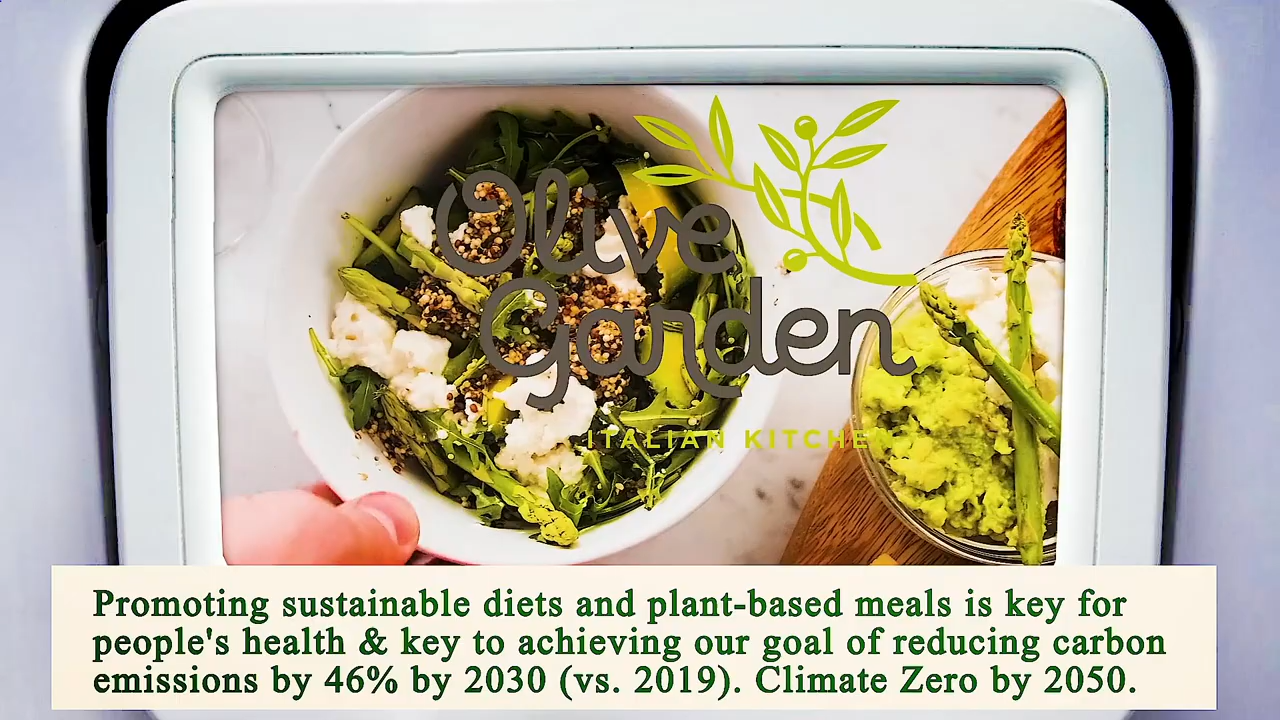 Olive
Garden
ITALIAN KITCHEN
Promoting sustainable diets and plant-based meals is key for
people's health & key to achieving our goal of reducing carbon
emissions by 46% by 2030 (vs. 2019). Climate Zero by 2050.